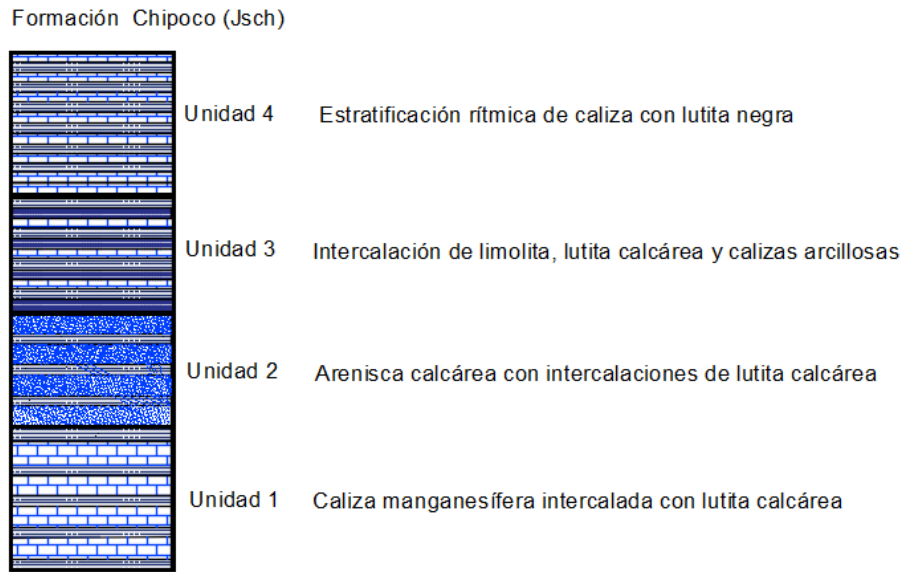 Formación Chipoco (Jsch)
Unidad 4 Estratificación rítmica de caliza con lutita negra
Unidad 3 Intercalación de limolita, lutita calcárea y calizas arcillosas
Unidad 2 Arenisca calcárea con intercalaciones de lutita calcárea
Unidad 1 Caliza manganesífera intercalada con lutita calcárea